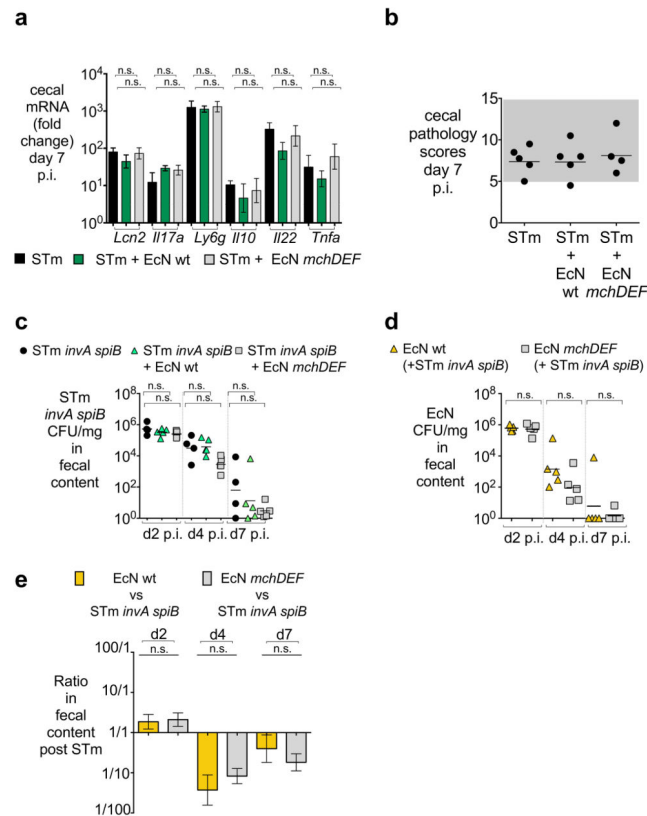 a
cecal
mRNA
(fold
change)
day 7
p.i.
10⁴
10³
10²
10¹
10⁰
n.s. n.s. n.s. n.s. n.s. n.s.
n.s. n.s. n.s. n.s. n.s. n.s.
Lcn2 Il17a Ly6g Il10 Il22 Tnfa
STm STm + EcN wt STm + EcN mchDEF
b
cecal
pathology
scores
day 7
p.i.
15
10
5
0
STm STm STm
+ +
EcN EcN
wt mchDEF
c
STm invA spiB STm invA spiB STm invA spiB
+ EcN wt + EcN mchDEF
STm
invA spiB
CFU/mg
in
fecal
content
10⁸
10⁶
10⁴
10²
10⁰
n.s. n.s. n.s.
n.s. n.s. n.s.
d2 p.i. d4 p.i. d7 p.i.
d
EcN wt EcN mchDEF
(+STm invA spiB) (+ STm invA spiB)
EcN
CFU/mg
in
fecal
content
10⁸
10⁶
10⁴
10²
10⁰
n.s. n.s. n.s.
d2 p.i. d4 p.i. d7 p.i.
e
EcN wt EcN mchDEF
vs vs
STm invA spiB STm invA spiB
d2 d4 d7
n.s. n.s. n.s.
Ratio
in
fecal
content
post STm
100/1
10/1
1/1
1/10
1/100